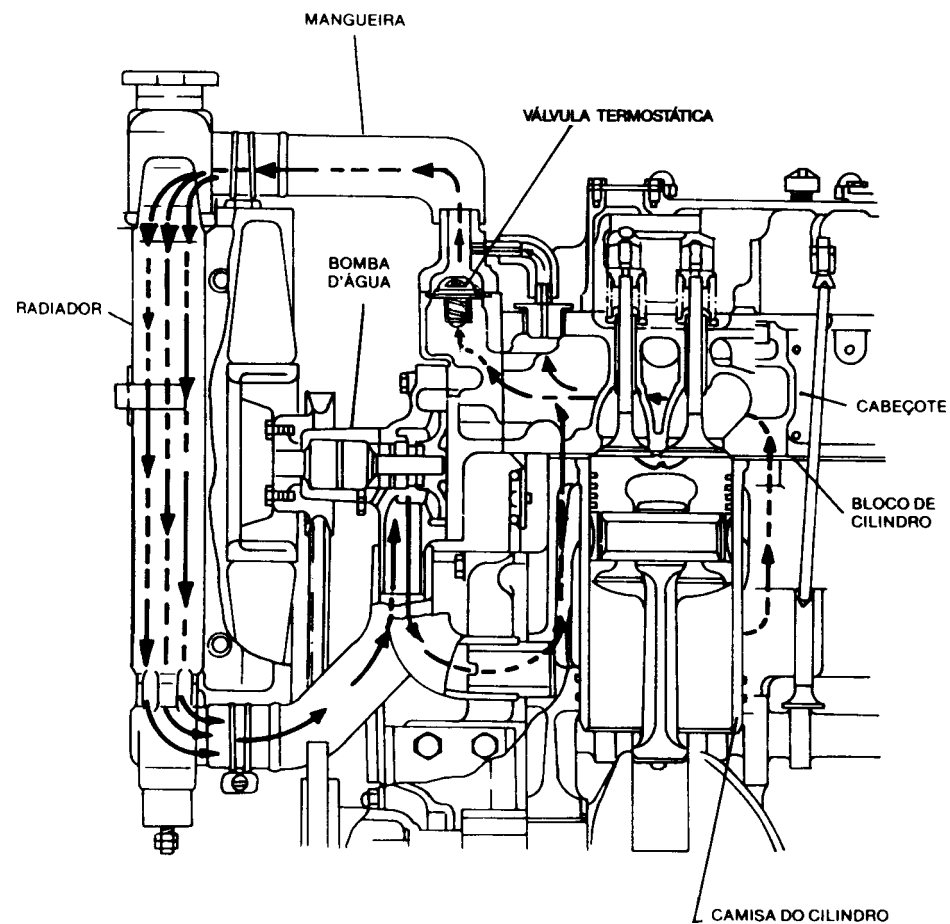 MANGUEIRA
VÁLVULA TERMOSTÁTICA
BOMBA
D'ÁGUA
RADIADOR
CABEÇOTE
BLOCO DE
CILINDRO
CAMISA DO CILINDRO